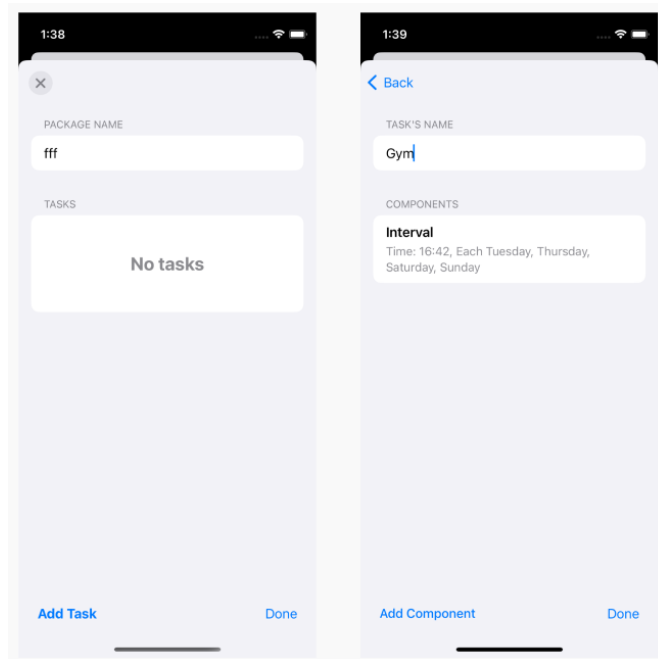 1:38
PACKAGE NAME
fff
TASKS
No tasks
Add Task
Done
1:39
Back
TASK'S NAME
Gym
COMPONENTS
Interval
Time: 16:42, Each Tuesday, Thursday,
Saturday, Sunday
Add Component
Done